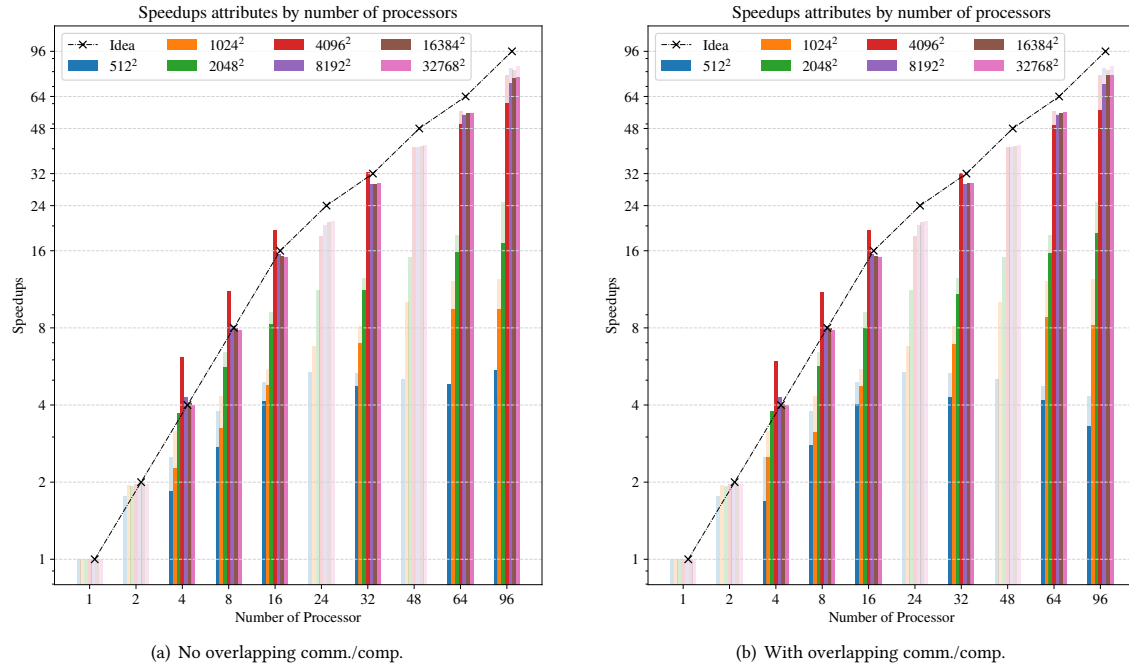 Speedups attributes by number of processors
Idea
512²
1024²
2048²
4096²
8192²
16384²
32768²
96
64
48
32
24
16
8
4
2
1
Speedups
1 2 4 8 16 24 32 48 64 96
Number of Processor
(a) No overlapping comm./comp.
Speedups attributes by number of processors
Idea
512²
1024²
2048²
4096²
8192²
16384²
32768²
96
64
48
32
24
16
8
4
2
1
Speedups
1 2 4 8 16 24 32 48 64 96
Number of Processor
(b) With overlapping comm./comp.